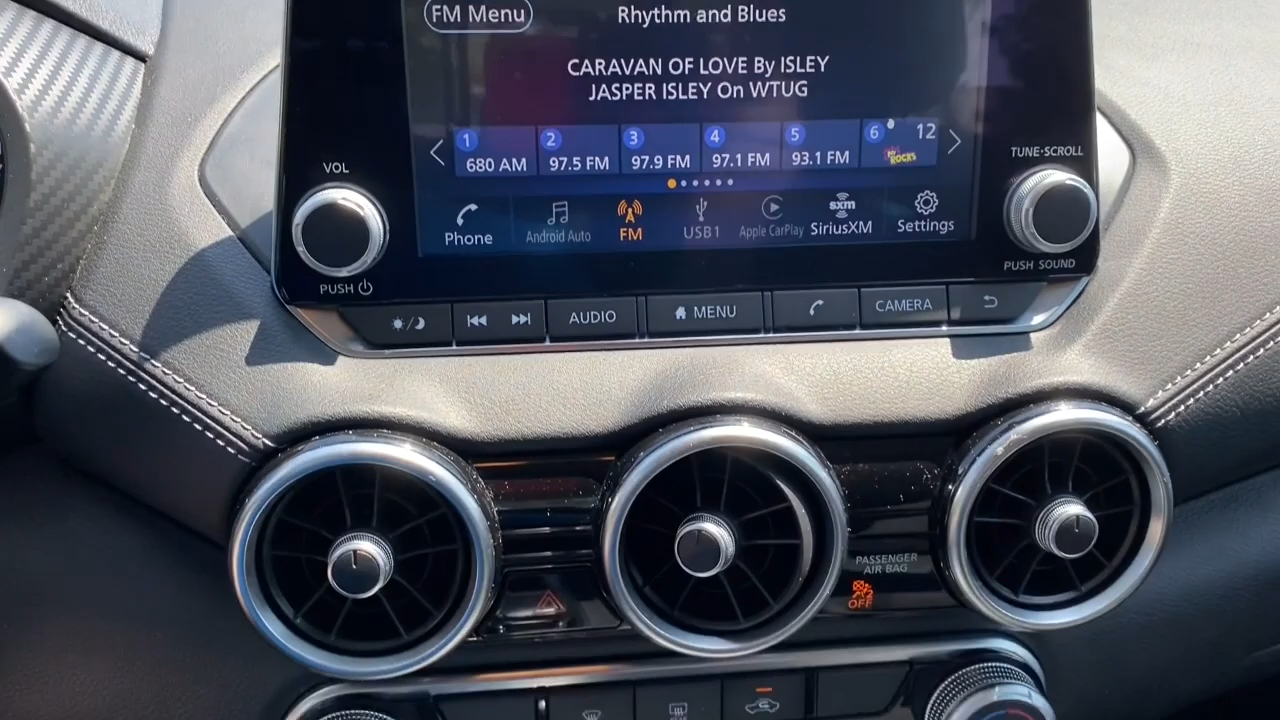 FM Menu
Rhythm and Blues
CARAVAN OF LOVE By ISLEY
JASPER ISLEY On WTUG
1 680 AM
2 97.5 FM
3 97.9 FM
4 97.1 FM
5 93.1 FM
6 12
ROCKS
VOL
TUNE•SCROLL
Phone
Android Auto
FM
USB1
Apple CarPlay
sxm
SiriusXM
Settings
PUSH
PUSH SOUND
AUDIO
MENU
CAMERA
PASSENGER
AIR BAG
OFF
REAR